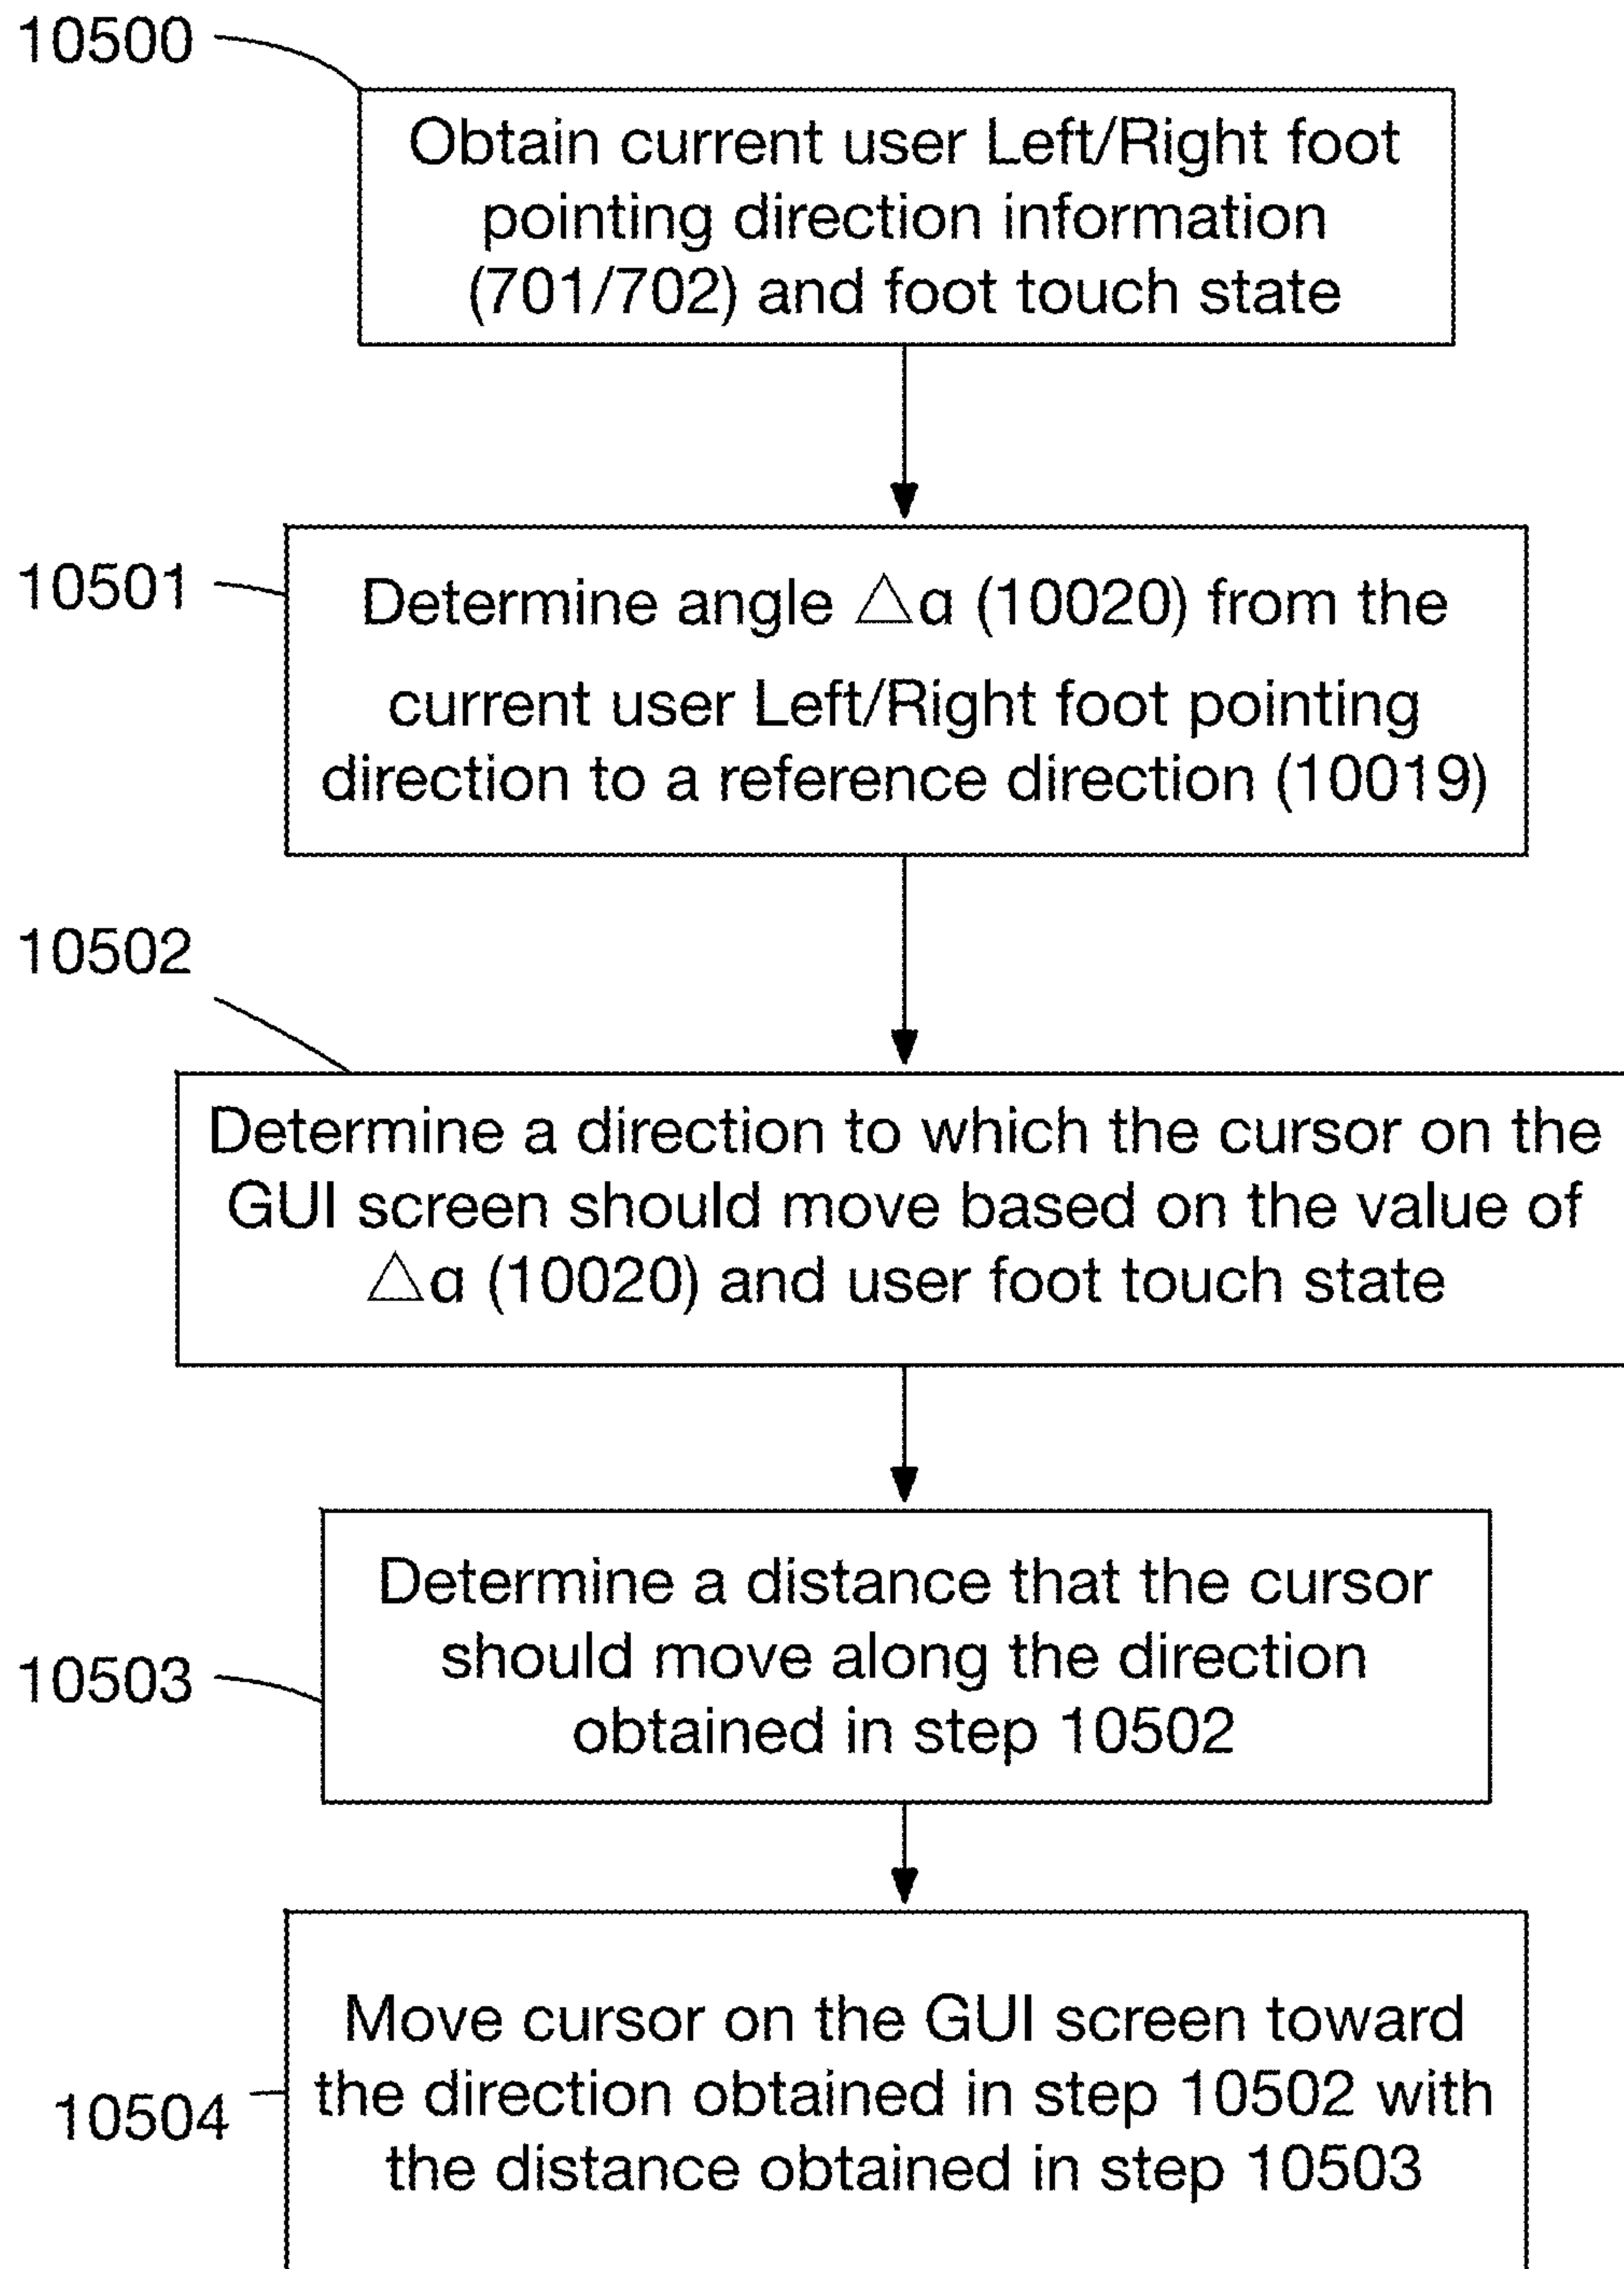 10500
Obtain current user Left/Right foot
pointing direction information
(701/702) and foot touch state
10501
Determine angle △ɑ (10020) from the
current user Left/Right foot pointing
direction to a reference direction (10019)
10502
Determine a direction to which the cursor on the
GUI screen should move based on the value of
△ɑ (10020) and user foot touch state
10503
Determine a distance that the cursor
should move along the direction
obtained in step 10502
10504
Move cursor on the GUI screen toward
the direction obtained in step 10502 with
the distance obtained in step 10503